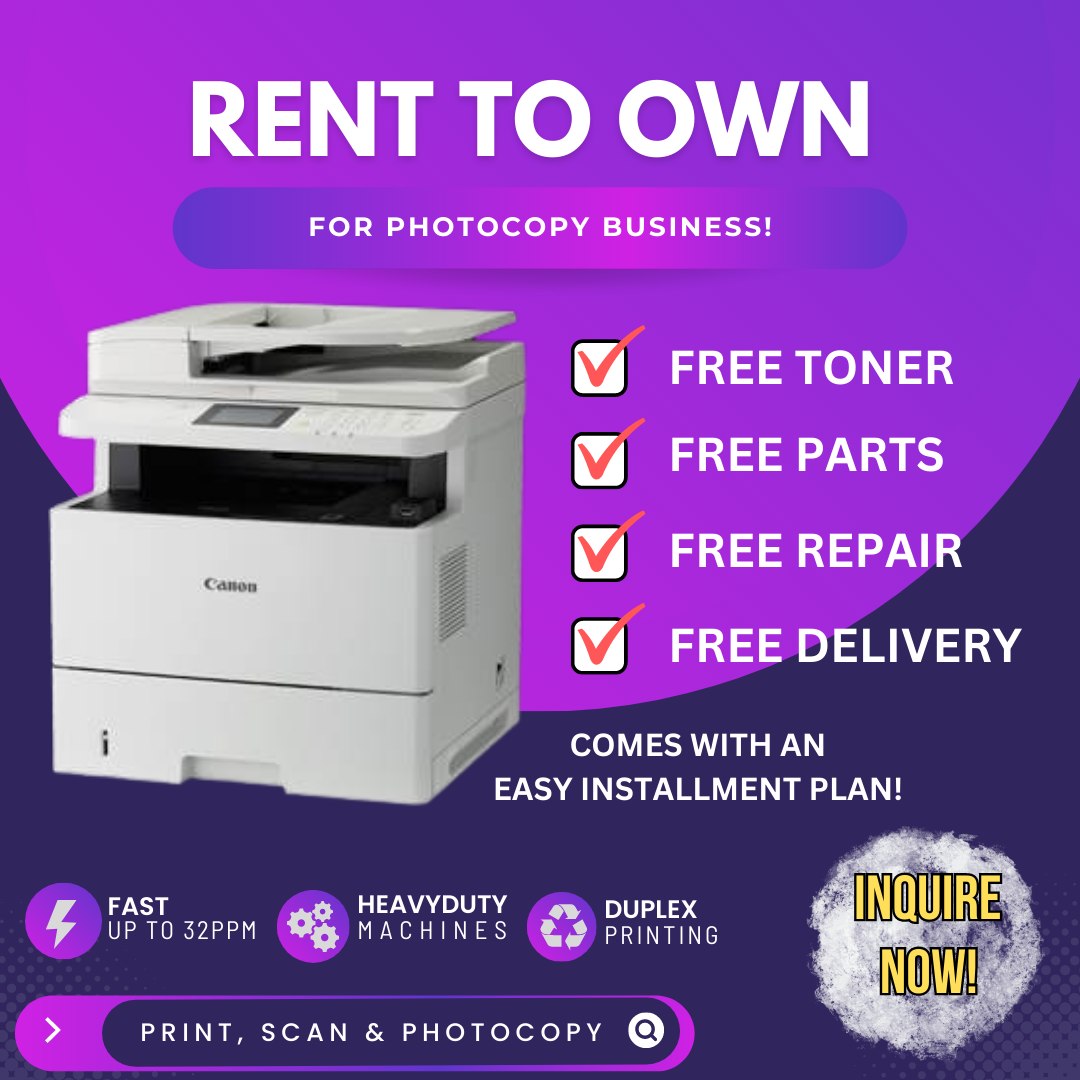 RENT TO OWN
FOR PHOTOCOPY BUSINESS!
FREE TONER
FREE PARTS
FREE REPAIR
FREE DELIVERY
Canon
COMES WITH AN
EASY INSTALLMENT PLAN!
FAST
UP TO 32PPM
HEAVYDUTY
MACHINES
DUPLEX
PRINTING
INQUIRE
NOW!
PRINT, SCAN & PHOTOCOPY